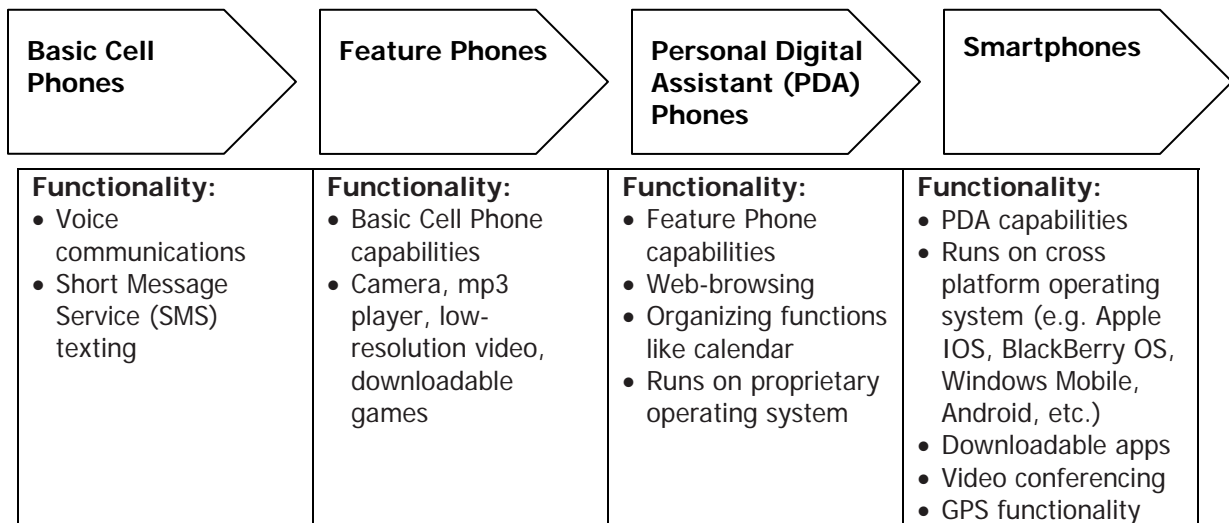 Basic Cell
Phones
Feature Phones
Personal Digital
Assistant (PDA)
Phones
Smartphones
Functionality:
• Voice
communications
• Short Message
Service (SMS)
texting
Functionality:
• Basic Cell Phone
capabilities
• Camera, mp3
player, low-
resolution video,
downloadable
games
Functionality:
• Feature Phone
capabilities
• Web-browsing
• Organizing functions
like calendar
• Runs on proprietary
operating system
Functionality:
• PDA capabilities
• Runs on cross
platform operating
system (e.g. Apple
IOS, BlackBerry OS,
Windows Mobile,
Android, etc.)
• Downloadable apps
• Video conferencing
• GPS functionality